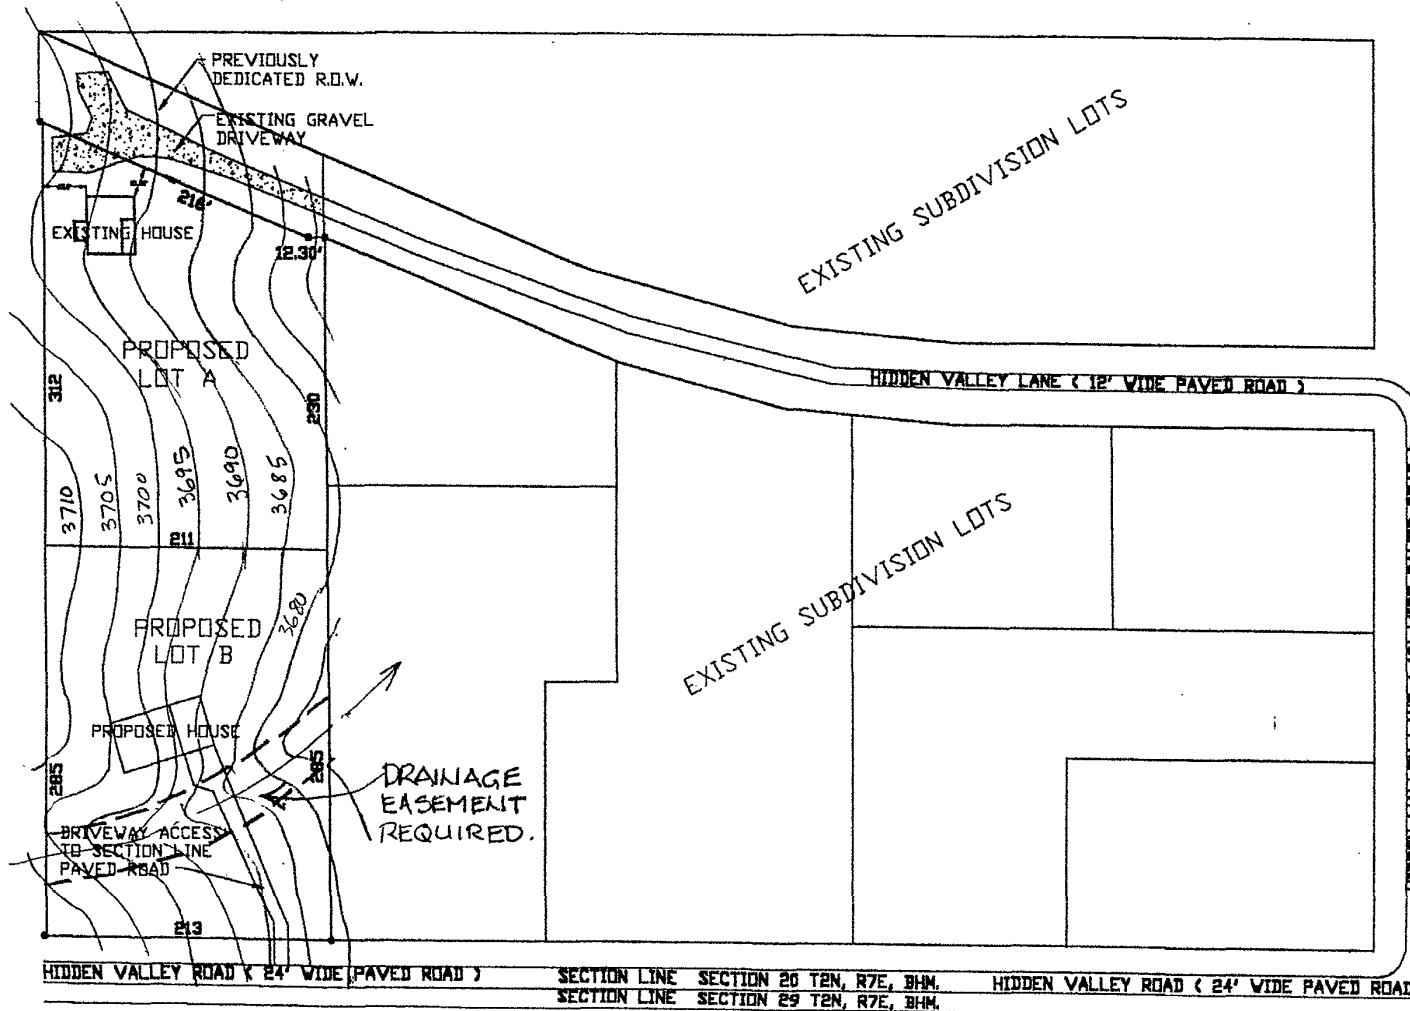 PREVIOUSLY
DEDICATED R.O.W.
EXISTING GRAVEL
DRIVEWAY
EXISTING SUBDIVISION LOTS
216'
EXISTING HOUSE
12.30'
PROPOSED
LOT A
312
230
HIDDEN VALLEY LANE ( 12' WIDE PAVED ROAD )
3710
3705
3700
3695
3690
3685
211
EXISTING SUBDIVISION LOTS
3680
PROPOSED
LOT B
PROPOSED HOUSE
285
285
DRAINAGE
EASEMENT
REQUIRED.
DRIVEWAY ACCESS
TO SECTION LINE
PAVED ROAD
213
HIDDEN VALLEY ROAD ( 24' WIDE PAVED ROAD )
SECTION LINE SECTION 20 T2N, R7E, BHM.
HIDDEN VALLEY ROAD ( 24' WIDE PAVED ROAD
SECTION LINE SECTION 29 T2N, R7E, BHM.